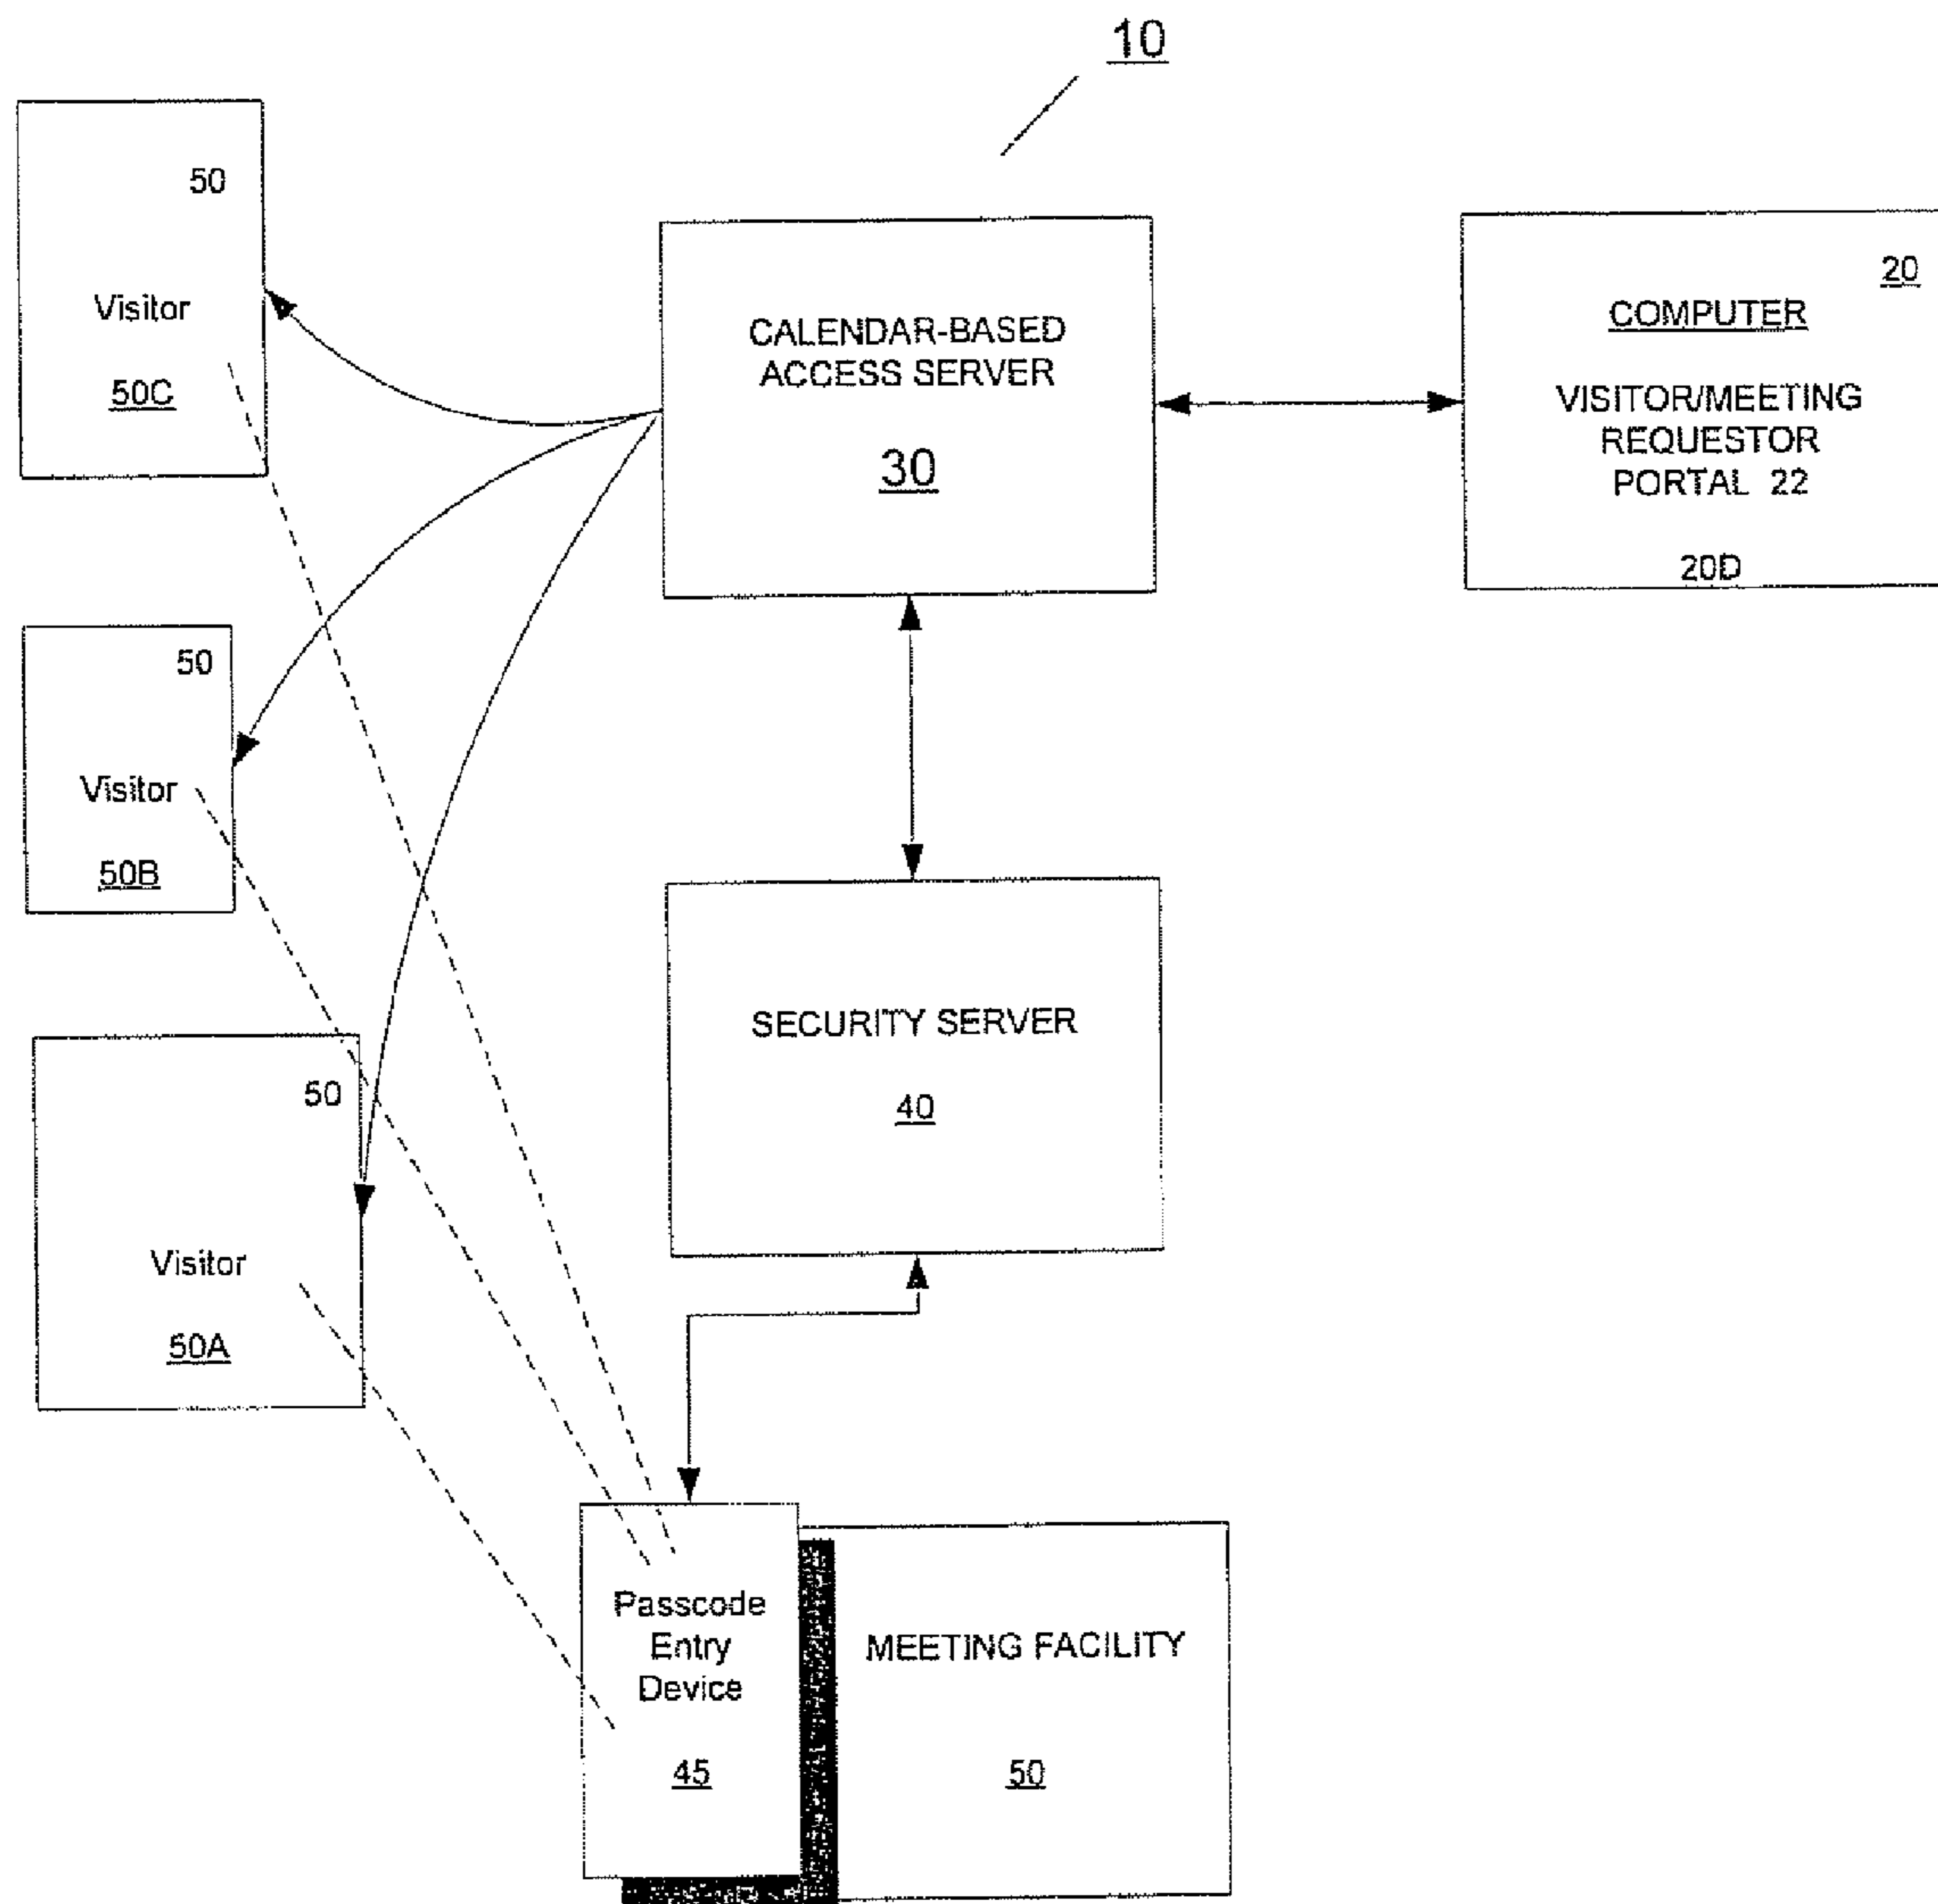 10
50
Visitor
50C
CALENDAR-BASED
ACCESS SERVER
30
20
COMPUTER
VISITOR/MEETING
REQUESTOR
PORTAL 22
20D
50
Visitor
50B
SECURITY SERVER
40
50
Visitor
50A
Passcode
Entry
Device
45
MEETING FACILITY
50